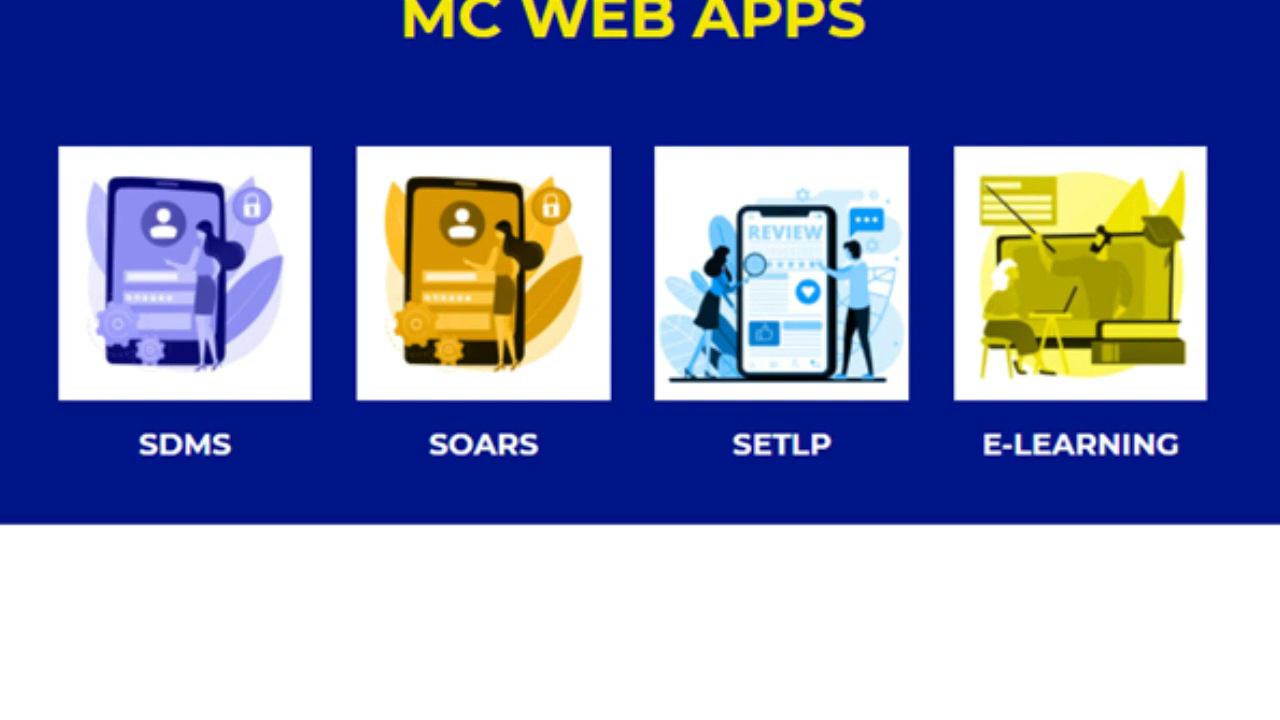 MC WEB APPS
REVIEW
SDMS
SOARS
SETLP
E-LEARNING